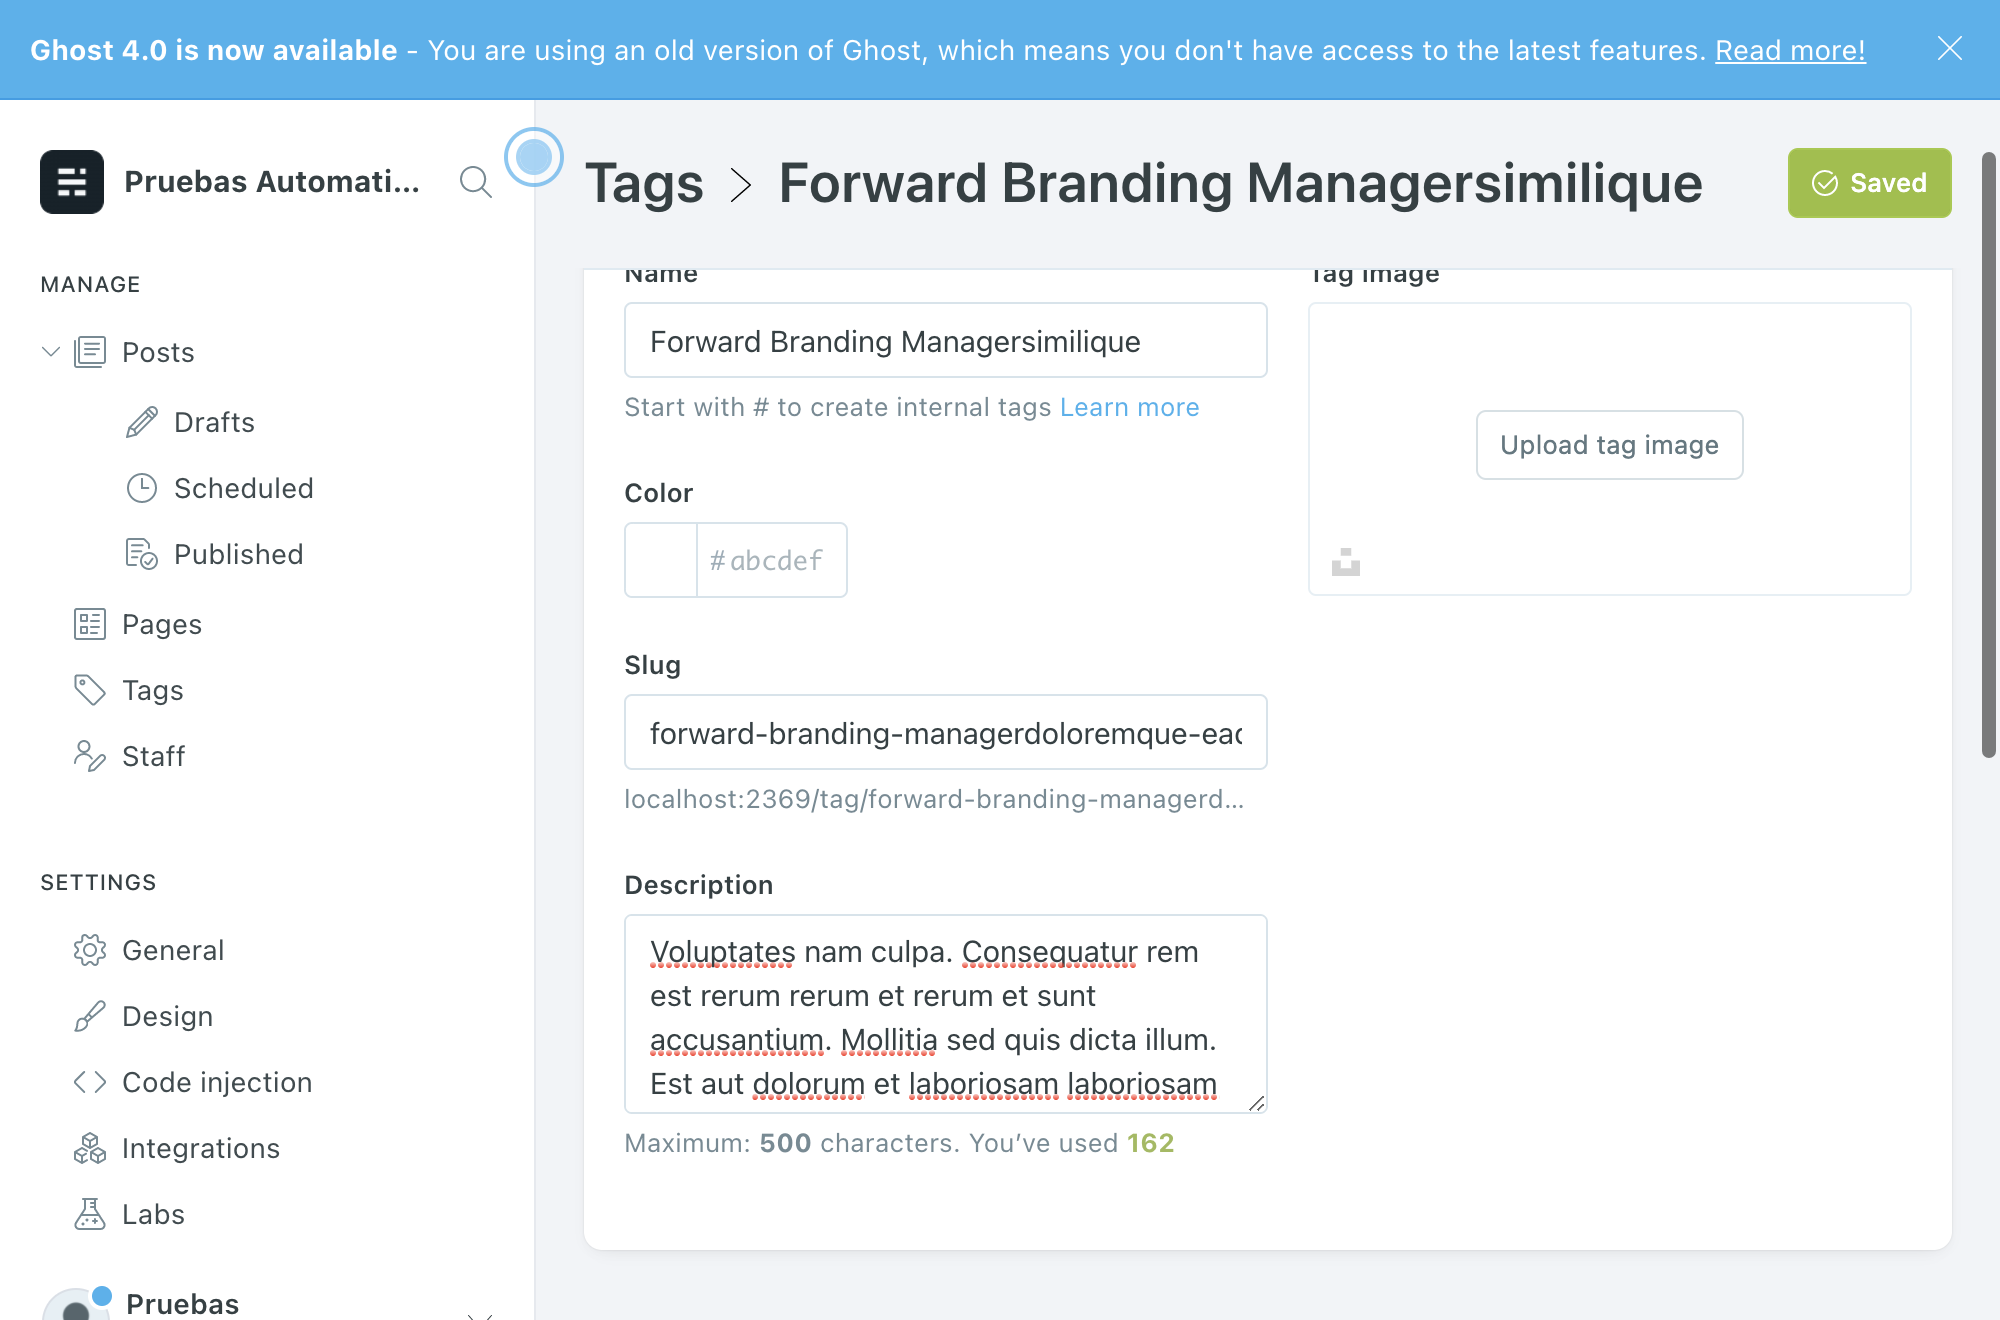 Ghost 4.0 is now available - You are using an old version of Ghost, which means you don't have access to the latest features. Read more!
Pruebas Automati...
MANAGE
Posts
Drafts
Scheduled
Published
Pages
Tags
Staff
SETTINGS
General
Design
Code injection
Integrations
Labs
Pruebas
Tags > Forward Branding Managersimilique
Saved
Name
Forward Branding Managersimilique
Start with # to create internal tags Learn more
Color
#abcdef
Slug
forward-branding-managerdoloremque-eac
localhost:2369/tag/forward-branding-managerd...
Description
Voluptates nam culpa. Consequatur rem
est rerum rerum et rerum et sunt
accusantium. Mollitia sed quis dicta illum.
Est aut dolorum et laboriosam laboriosam
Maximum: 500 characters. You’ve used 162
Tag image
Upload tag image